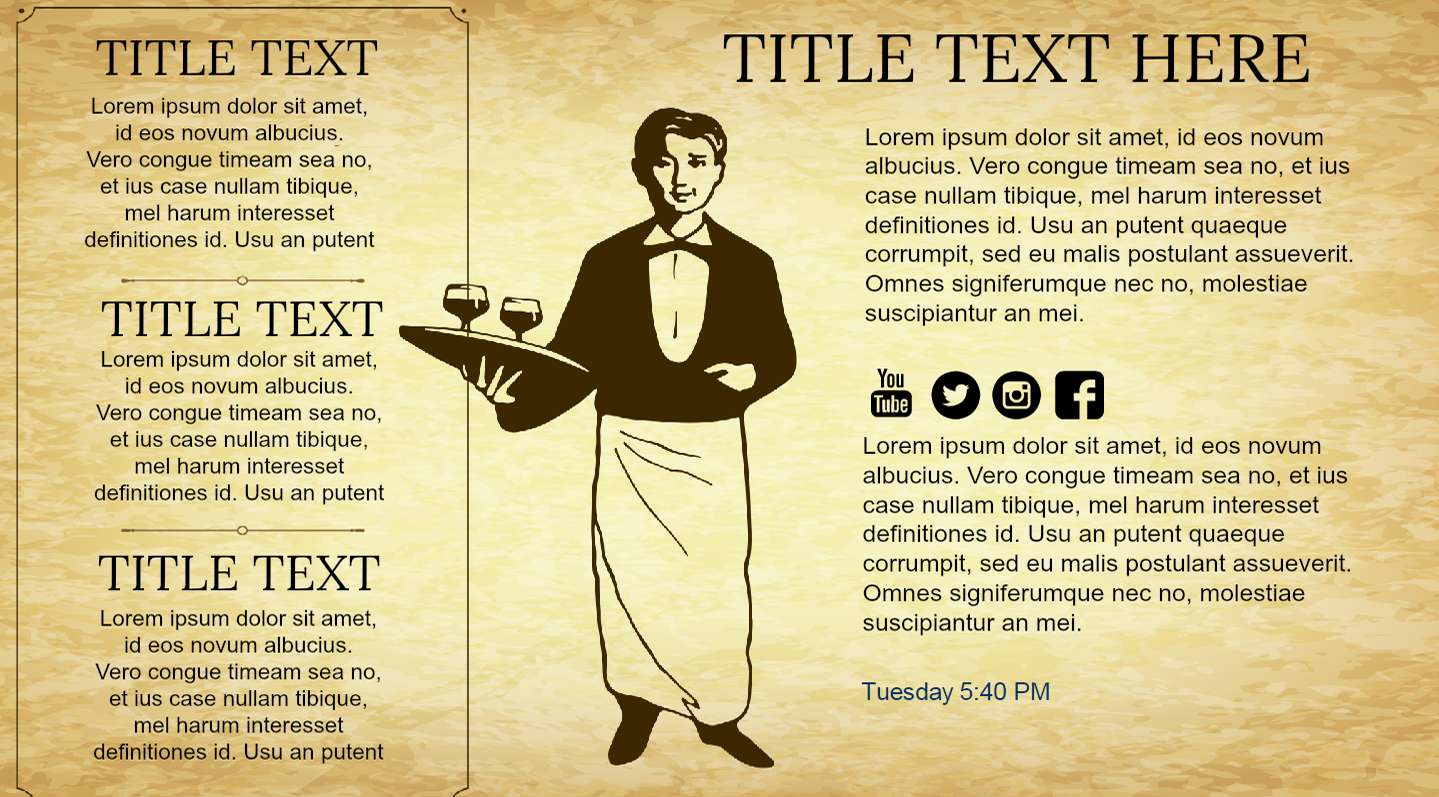 TITLE TEXT
Lorem ipsum dolor sit amet,
id eos novum albucius.
Vero congue timeam sea no,
et ius case nullam tibique,
mel harum interesset
definitiones id. Usu an putent
TITLE TEXT
Lorem ipsum dolor sit amet,
id eos novum albucius.
Vero congue timeam sea no,
et ius case nullam tibique,
mel harum interesset
definitiones id. Usu an putent
TITLE TEXT
Lorem ipsum dolor sit amet,
id eos novum albucius.
Vero congue timeam sea no,
et ius case nullam tibique,
mel harum interesset
definitiones id. Usu an putent
TITLE TEXT HERE
Lorem ipsum dolor sit amet, id eos novum
albucius. Vero congue timeam sea no, et ius
case nullam tibique, mel harum interesset
definitiones id. Usu an putent quaeque
corrumpit, sed eu malis postulant assueverit.
Omnes signiferumque nec no, molestiae
suscipiantur an mei.
You
Tube
Lorem ipsum dolor sit amet, id eos novum
albucius. Vero congue timeam sea no, et ius
case nullam tibique, mel harum interesset
definitiones id. Usu an putent quaeque
corrumpit, sed eu malis postulant assueverit.
Omnes signiferumque nec no, molestiae
suscipiantur an mei.
Tuesday 5:40 PM